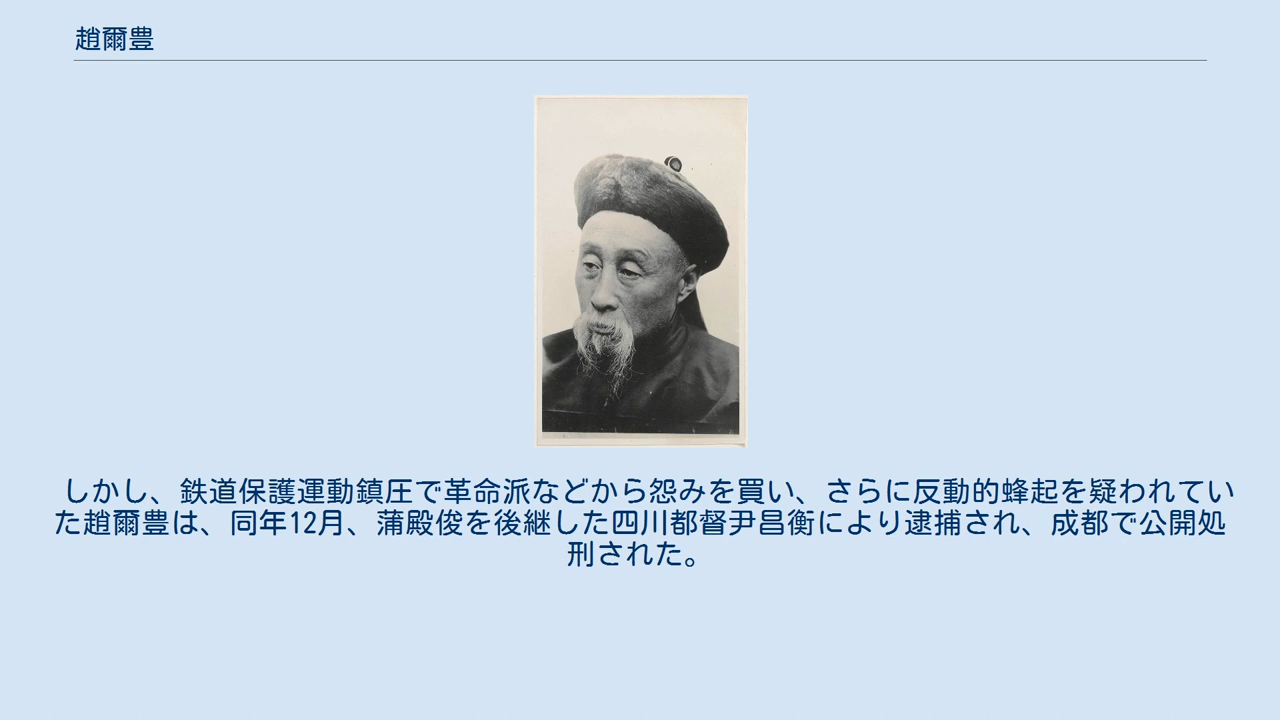 趙爾豊
しかし、鉄道保護運動鎮圧で革命派などから怨みを買い、さらに反動的蜂起を疑われてい
た趙爾豊は、同年12月、蒲殿俊を後継した四川都督尹昌衡により逮捕され、成都で公開処
刑された。